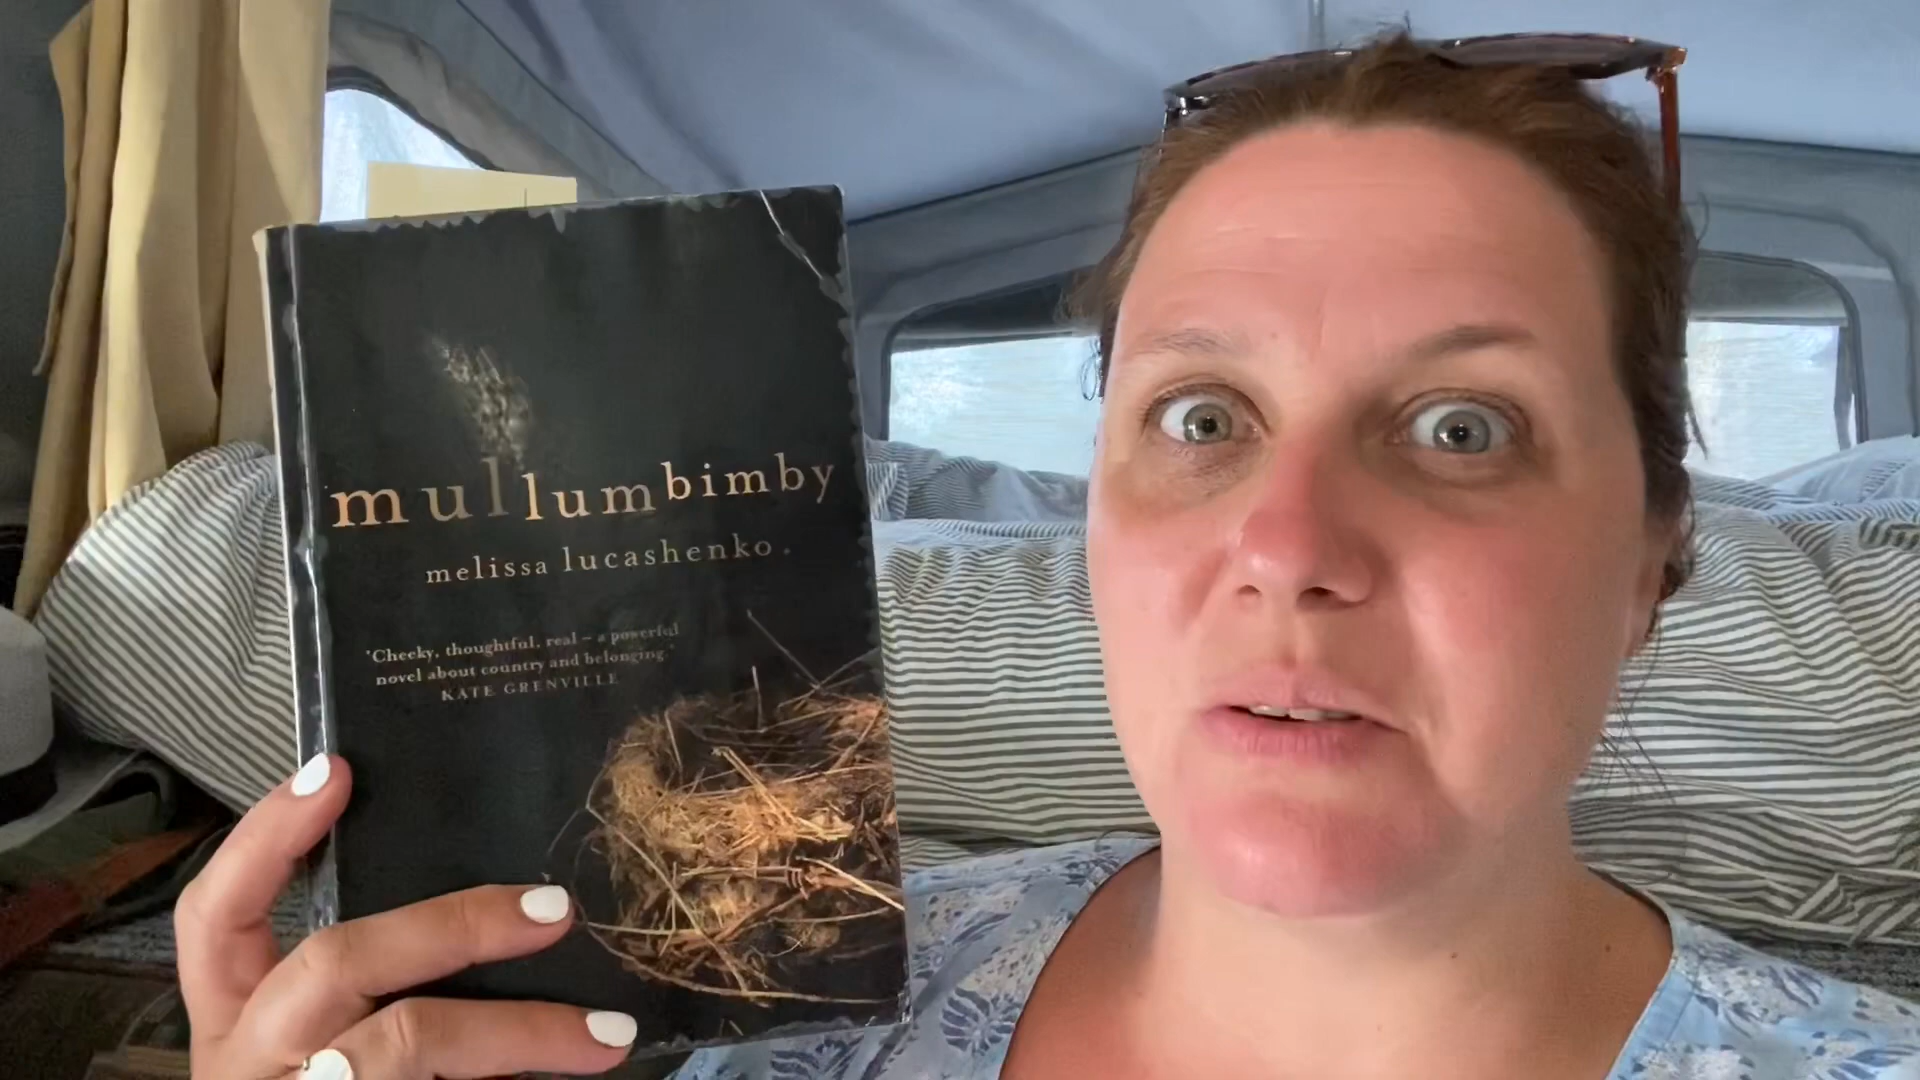 mullumbimby
melissa lucashenko.
'Cheeky, thoughtful, real – a powerful
novel about country and belonging.'
KATE GRENVILLE